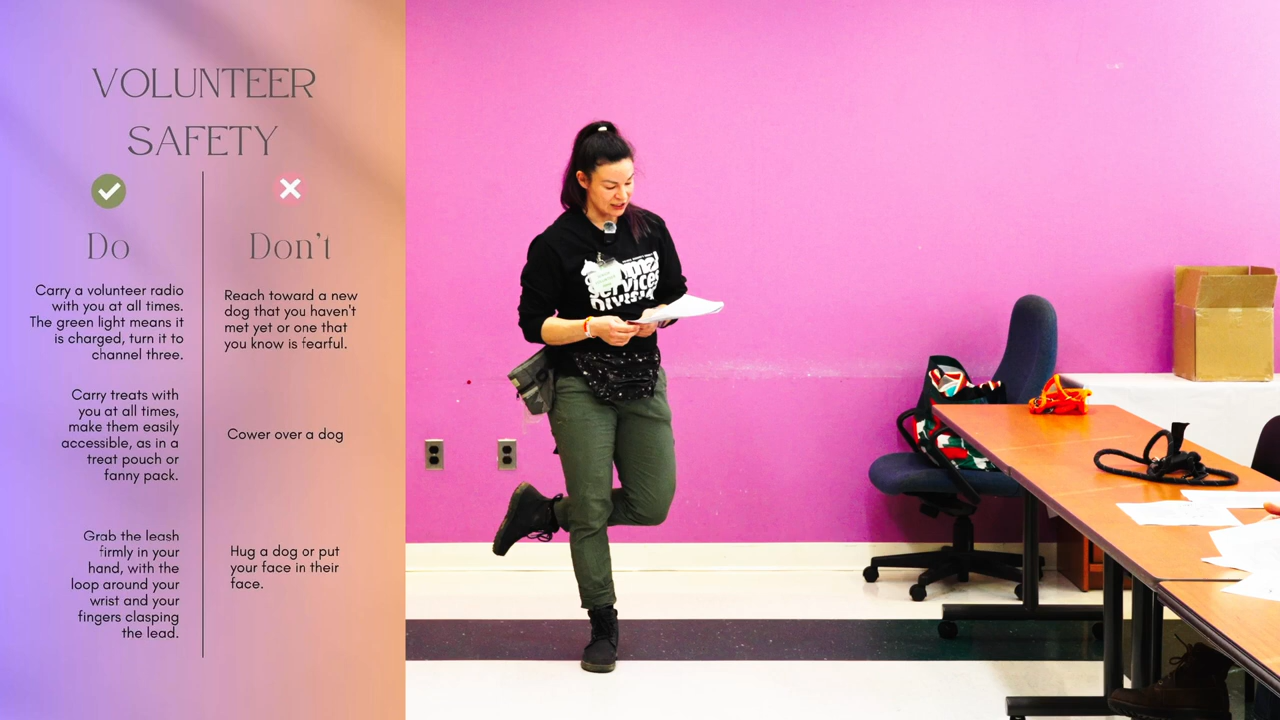 VOLUNTEER
SAFETY
Do
Carry a volunteer radio
with you at all times.
The green light means it
is charged, turn it to
channel three.
Carry treats with
you at all times,
make them easily
accessible, as in a
treat pouch or
fanny pack.
Grab the leash
firmly in your
hand, with the
loop around your
wrist and your
fingers clasping
the lead.
Don't
Reach toward a new
dog that you haven't
met yet or one that
you know is fearful.
Cower over a dog
Hug a dog or put
your face in their
face.
Services